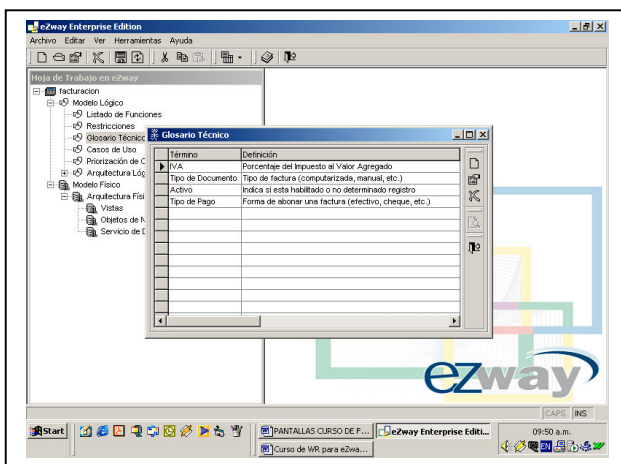 eZway Enterprise Edition
Archivo Editar Ver Herramientas Ayuda
Hoja de Trabajo en eZway
facturacion
Modelo Lógico
Listado de Funciones
Restricciones
Glosario Técnico
Casos de Uso
Priorización de C
Arquitectura Lóg
Modelo Físico
Arquitectura Físi
Vistas
Objetos de N
Servicio de D
Glosario Técnico
Término Definición
IVA Porcentaje del Impuesto al Valor Agregado
Tipo de Documento Tipo de factura (computarizada, manual, etc.)
Activo Indica si esta habilitado o no determinado registro
Tipo de Pago Forma de abonar una factura (efectivo, cheque, etc.)
ezway
CAPS INS
Start
PANTALLAS CURSO DE F...
eZway Enterprise Editi...
Curso de WR para eZwa...
EN
09:50 a.m.